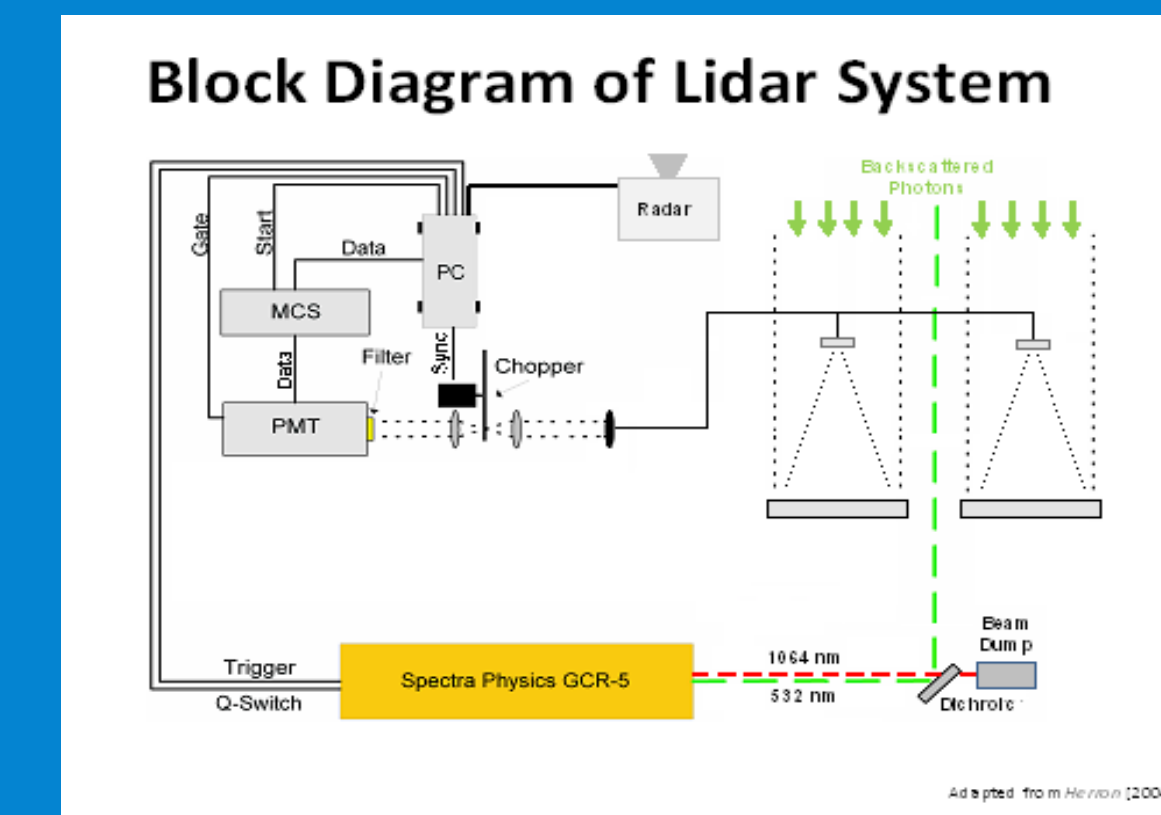 Block Diagram of Lidar System
Backscattered
Photons
Radar
Gate
Start
Data
PC
MCS
Data
Filter
Sync
Chopper
PMT
Beam
Dump
Trigger
Spectra Physics GCR-5
1064 nm
532 nm
Q-Switch
Dichroic
Adapted from Herron [200